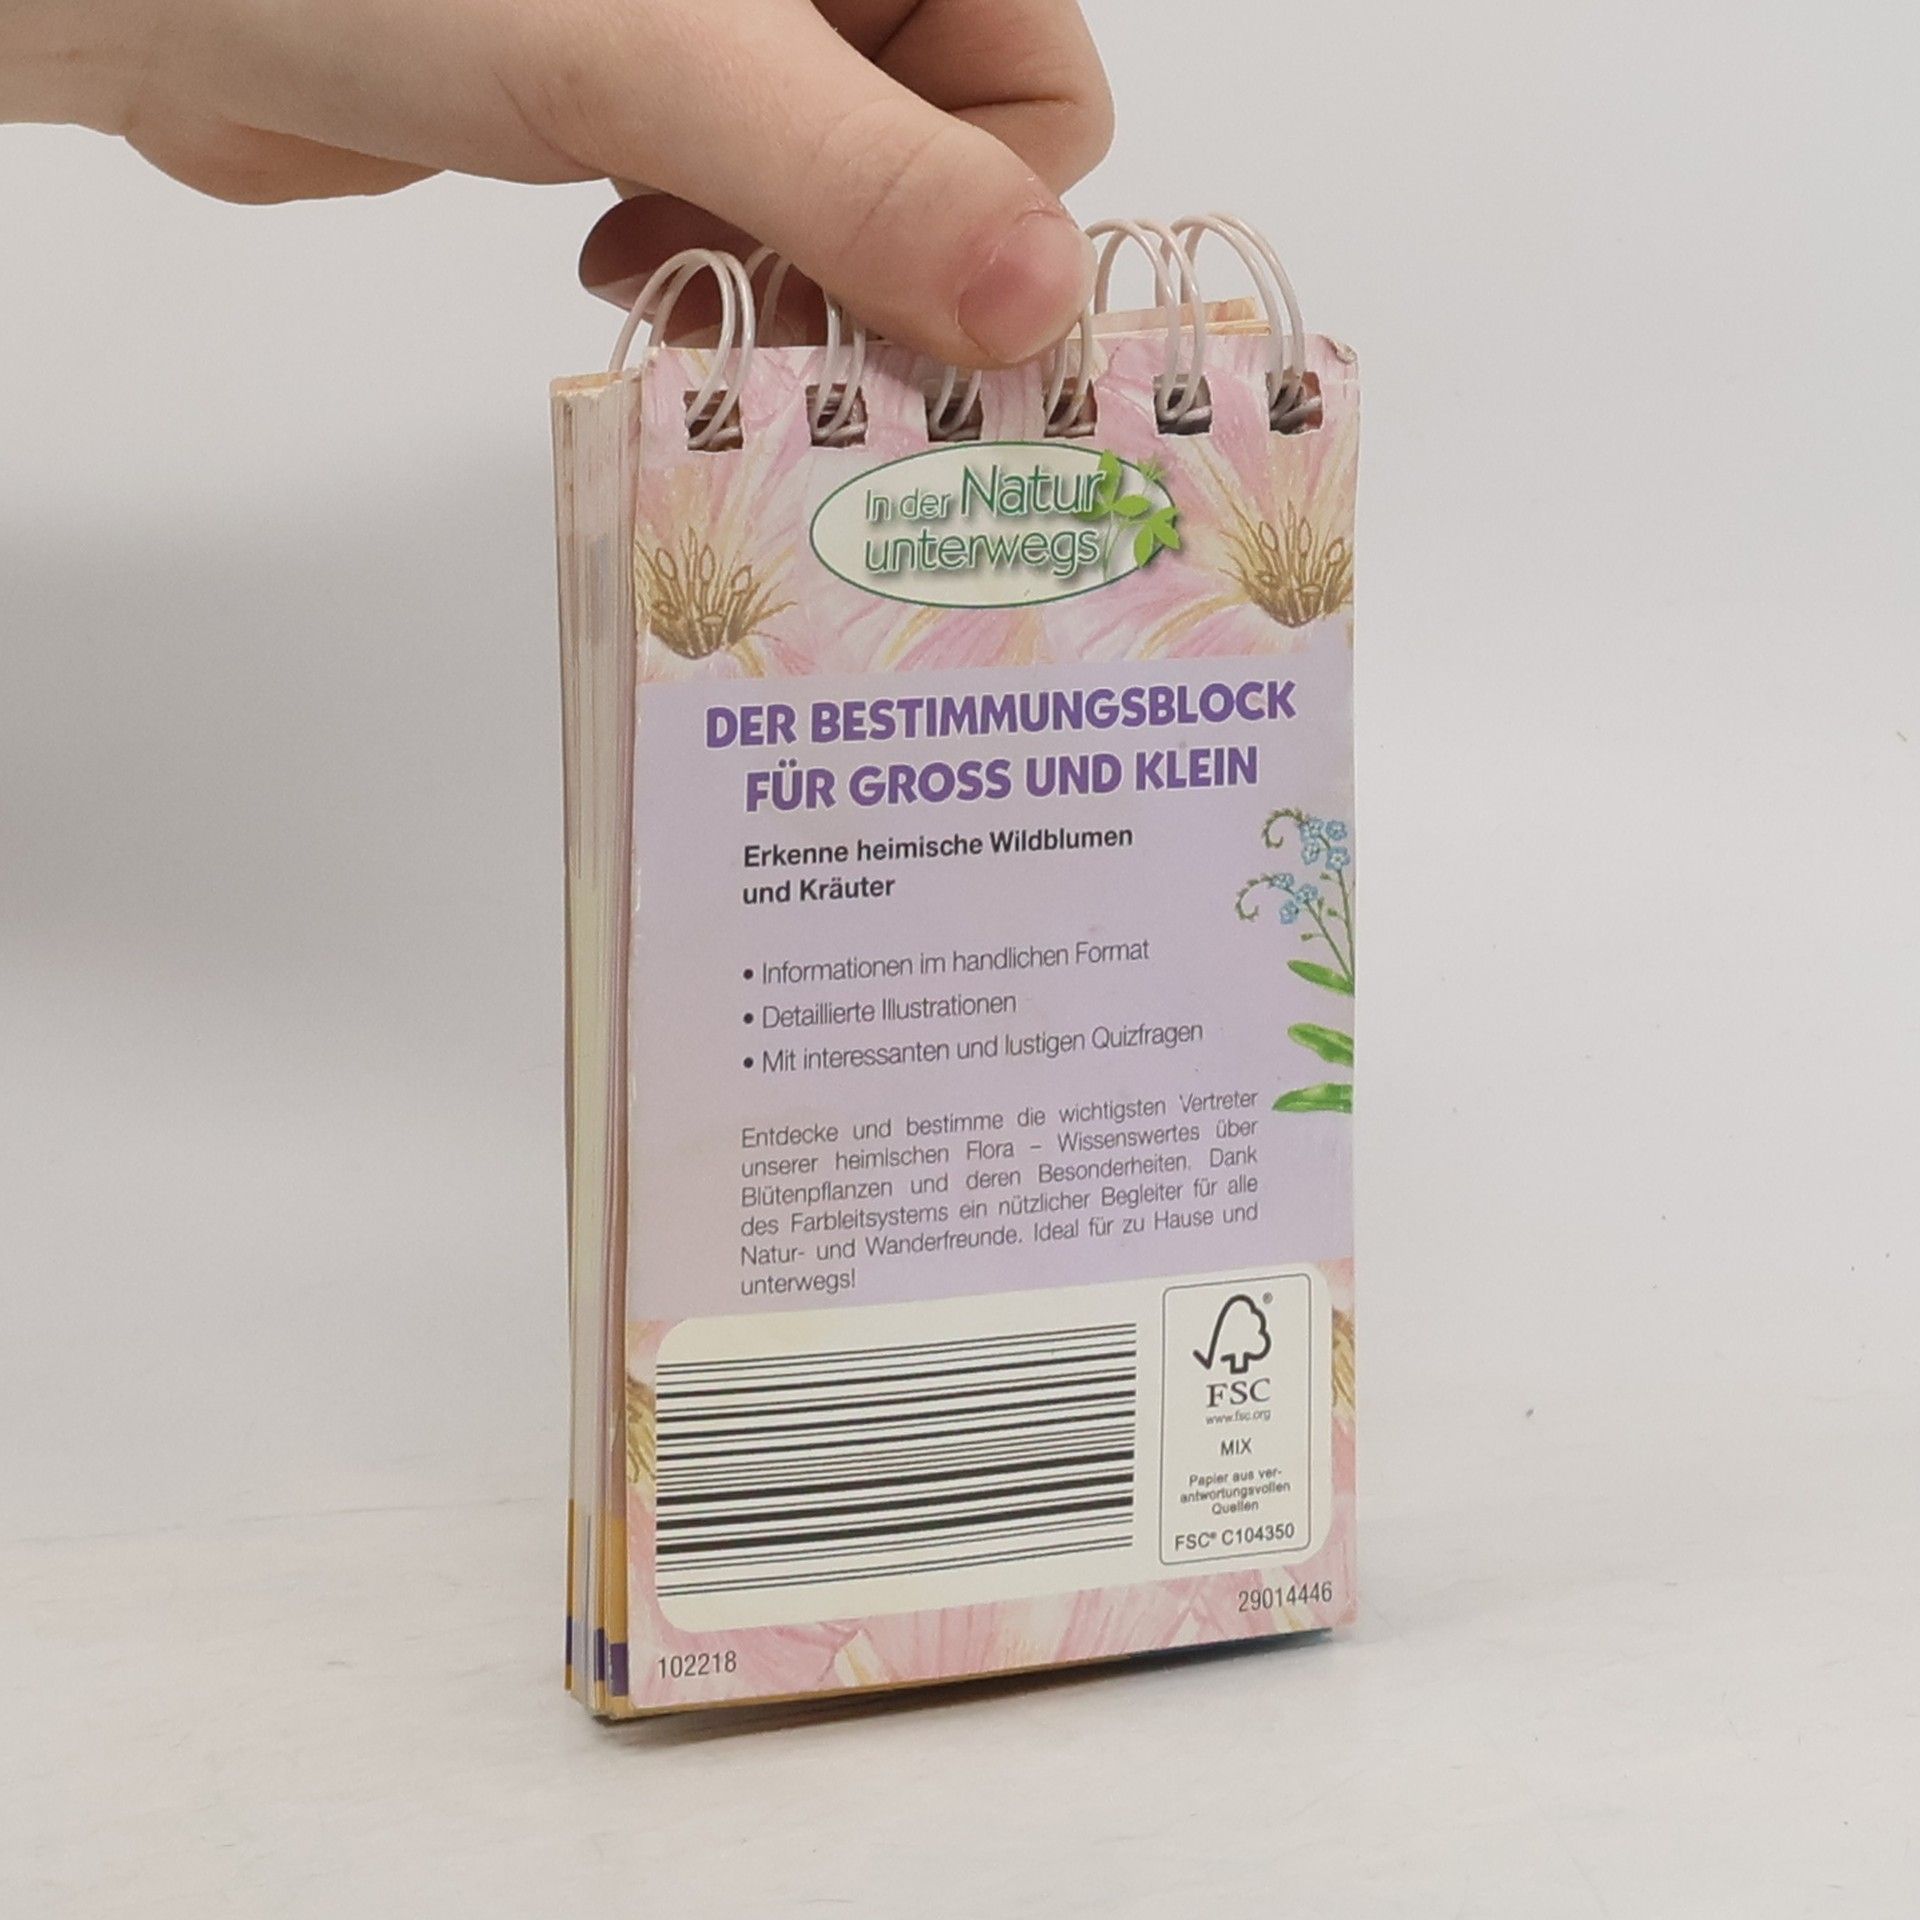 In der Natur
unterwegs
DER BESTIMMUNGSBLOCK
FÜR GROSS UND KLEIN
Erkenne heimische Wildblumen
und Kräuter
• Informationen im handlichen Format
• Detaillierte Illustrationen
• Mit interessanten und lustigen Quizfragen
Entdecke und bestimme die wichtigsten Vertreter
unserer heimischen Flora – Wissenswertes über
Blütenpflanzen und deren Besonderheiten. Dank
des Farbleitsystems ein nützlicher Begleiter für alle
Natur- und Wanderfreunde. Ideal für zu Hause und
unterwegs!
®
FSC
www.fsc.org
MIX
Papier aus ver-
antwortungsvollen
Quellen
FSC® C104350
29014446
102218